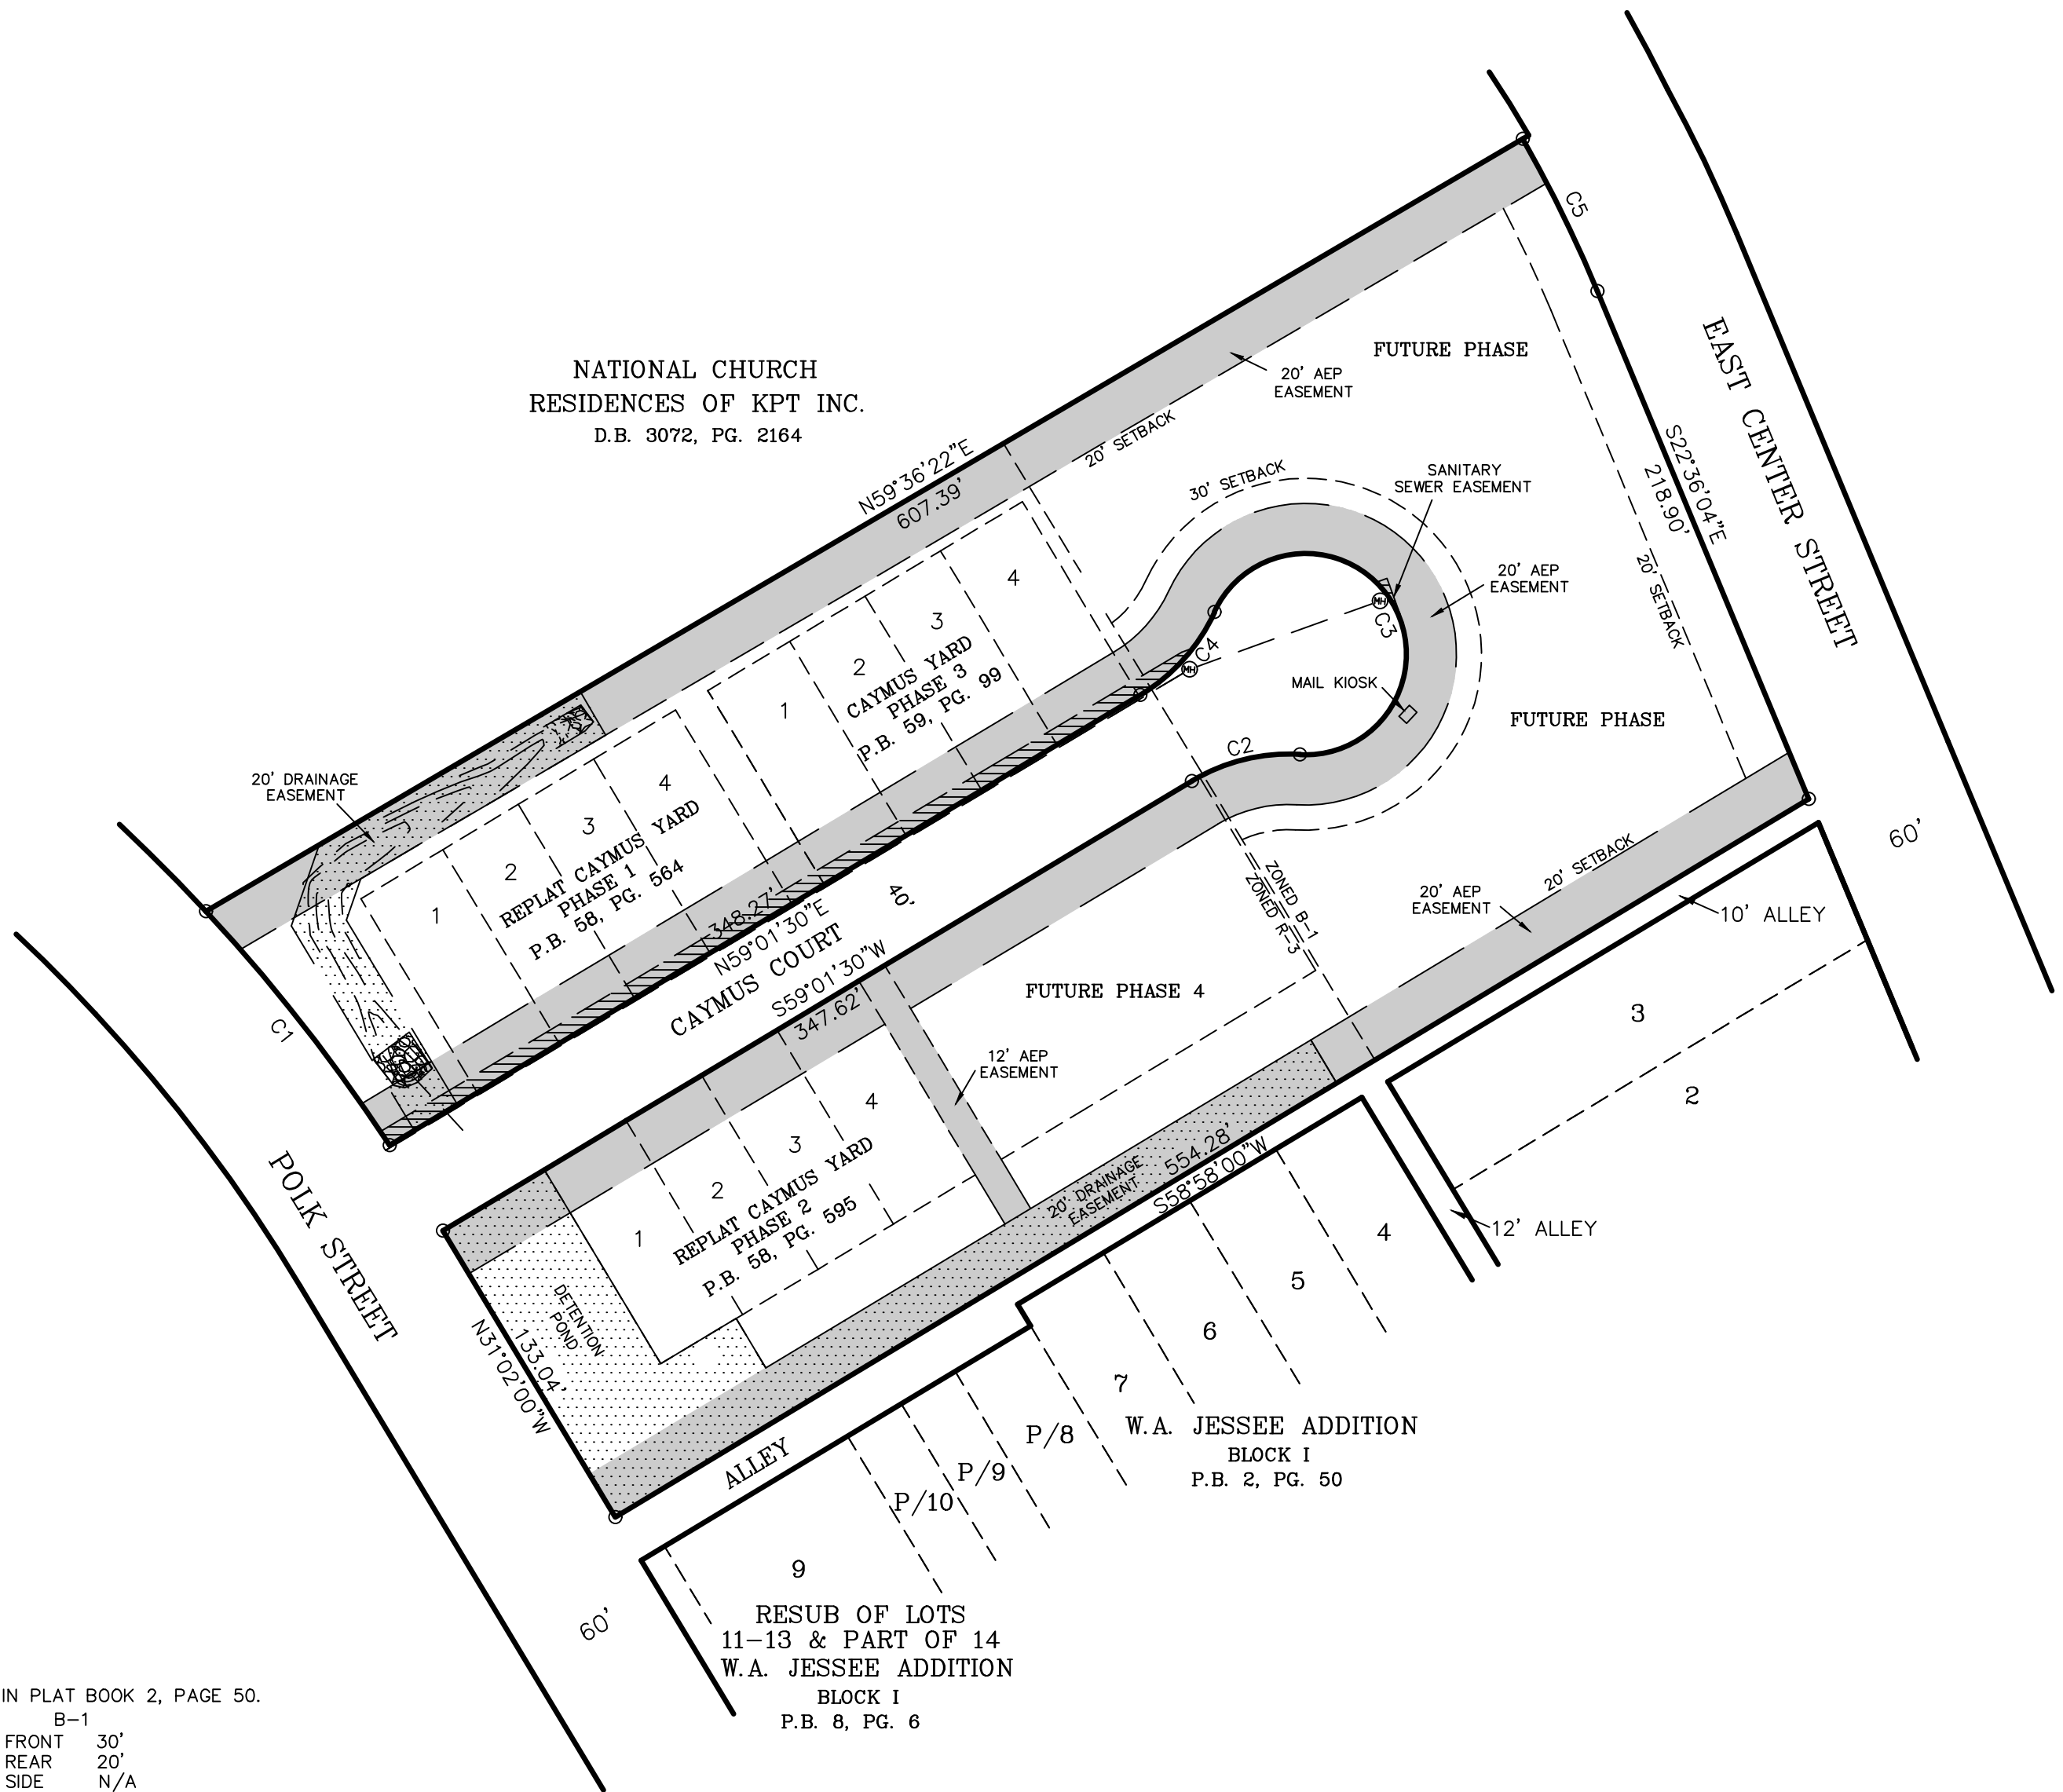 NATIONAL CHURCH
RESIDENCES OF KPT INC.
D.B. 3072, PG. 2164
N59°36'22"E
607.39'
20' AEP
EASEMENT
20' SETBACK
FUTURE PHASE
C5
EAST CENTER STREET
S22°36'04"E
218.90'
20' SETBACK
30' SETBACK
SANITARY
SEWER EASEMENT
20' AEP
EASEMENT
MH
C3
C4
MH
MAIL KIOSK
C2
FUTURE PHASE
1
2
3
4
CAYMUS YARD
PHASE 3
P.B. 59, PG. 99
20' DRAINAGE
EASEMENT
1
2
3
4
REPLAT CAYMUS YARD
PHASE 1
P.B. 58, PG. 564
348.27'
N59°01'30"E
CAYMUS COURT
40'
S59°01'30"W
347.62'
C1
ZONED B-1
ZONED R-3
20' SETBACK
20' AEP
EASEMENT
60'
10' ALLEY
FUTURE PHASE 4
12' AEP
EASEMENT
1
2
3
4
REPLAT CAYMUS YARD
PHASE 2
P.B. 58, PG. 595
DETENTION
POND
133.04'
N31°02'00"W
POLK STREET
20' DRAINAGE
EASEMENT
554.28'
S58°58'00"W
3
2
12' ALLEY
4
5
6
7
P/8
P/9
P/10
9
ALLEY
W.A. JESSEE ADDITION
BLOCK I
P.B. 2, PG. 50
60'
RESUB OF LOTS
11-13 & PART OF 14
W.A. JESSEE ADDITION
BLOCK I
P.B. 8, PG. 6
IN PLAT BOOK 2, PAGE 50.
B-1
FRONT 30'
REAR 20'
SIDE N/A